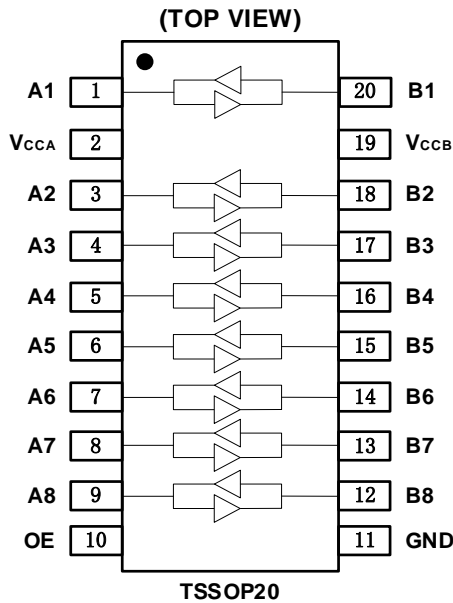 (TOP VIEW)
A1 1 20 B1
VCCA 2 19 VCCB
A2 3 18 B2
A3 4 17 B3
A4 5 16 B4
A5 6 15 B5
A6 7 14 B6
A7 8 13 B7
A8 9 12 B8
OE 10 11 GND
TSSOP20